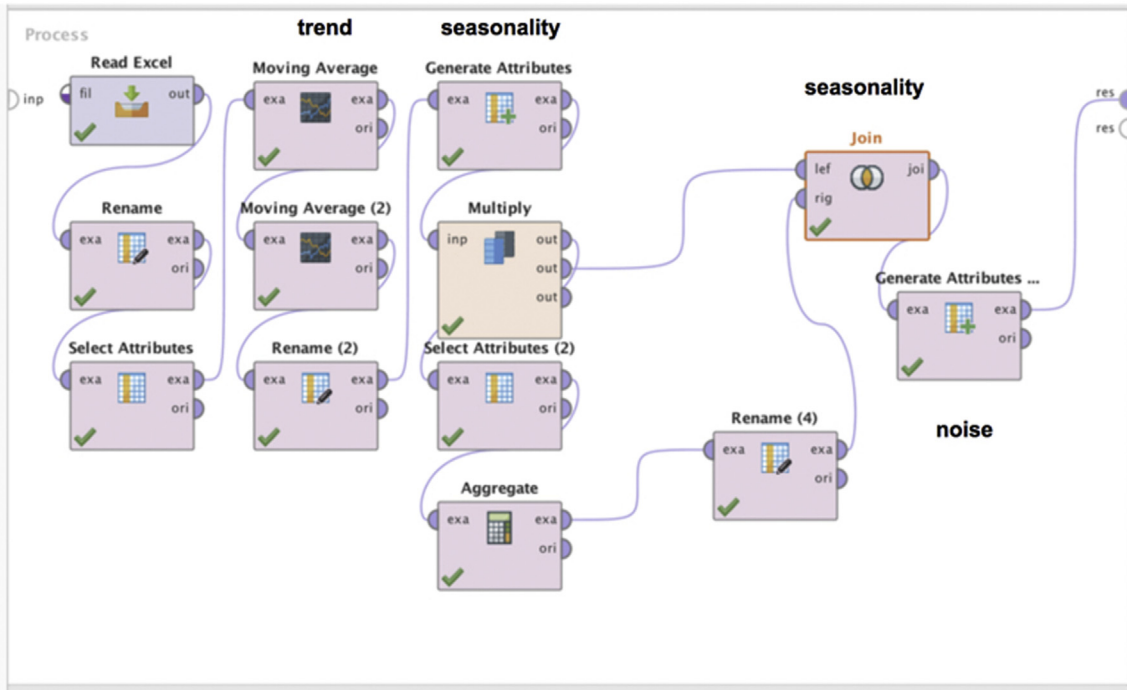 Process
trend
seasonality
inp
Read Excel
fil
out
Rename
exa
exa
ori
Select Attributes
exa
exa
ori
Moving Average
exa
exa
ori
Moving Average (2)
exa
exa
ori
Rename (2)
exa
exa
ori
Generate Attributes
exa
exa
ori
Multiply
inp
out
out
out
Select Attributes (2)
exa
exa
ori
Aggregate
exa
exa
ori
Rename (4)
exa
exa
ori
seasonality
Join
lef
joi
rig
Generate Attributes ...
exa
exa
ori
noise
res
res